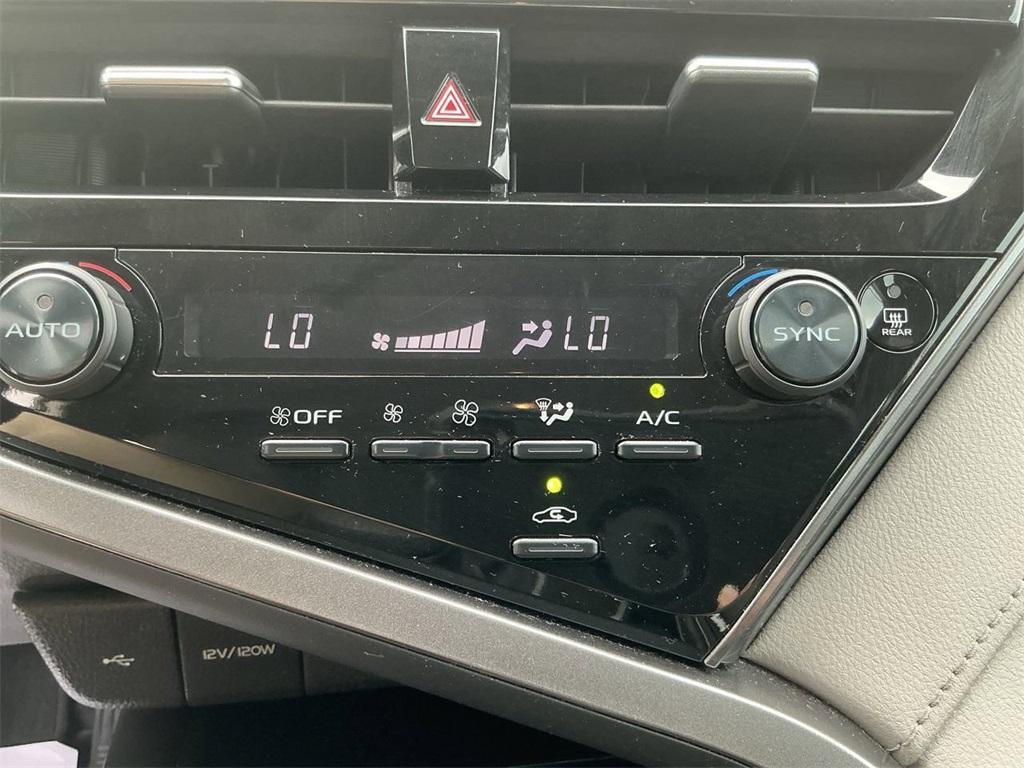 AUTO
LO
LO
SYNC
REAR
OFF
A/C
12V/120W